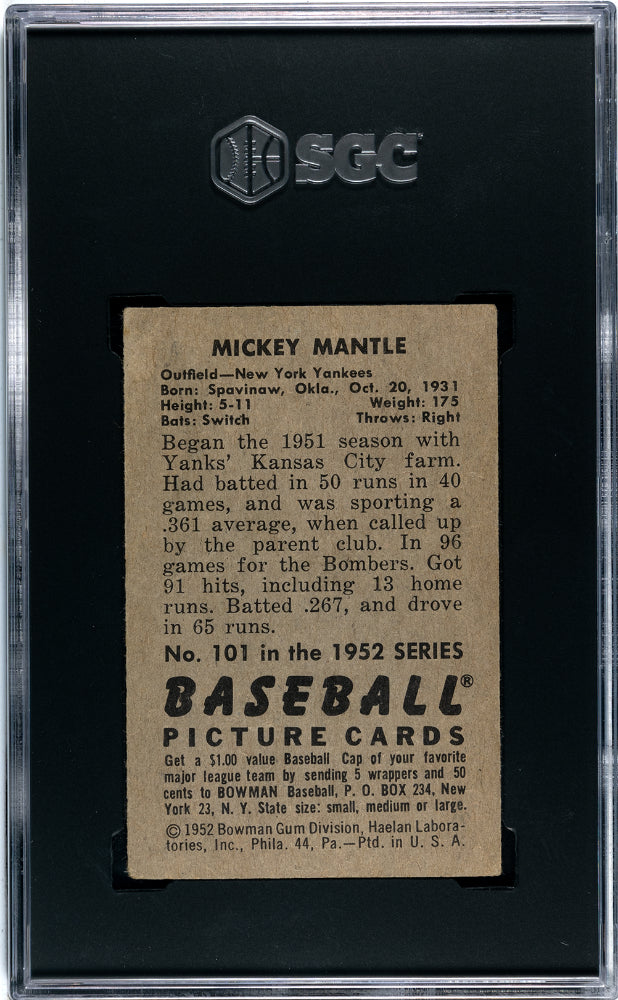 SGC
MICKEY MANTLE
Outfield—New York Yankees
Born: Spavinaw, Okla., Oct. 20, 1931
Height: 5-11 Weight: 175
Bats: Switch Throws: Right
Began the 1951 season with
Yanks' Kansas City farm.
Had batted in 50 runs in 40
games, and was sporting a
.361 average, when called up
by the parent club. In 96
games for the Bombers. Got
91 hits, including 13 home
runs. Batted .267, and drove
in 65 runs.
No. 101 in the 1952 SERIES
BASEBALL®
PICTURE CARDS
Get a $1.00 value Baseball Cap of your favorite
major league team by sending 5 wrappers and 50
cents to BOWMAN Baseball, P. O. BOX 234, New
York 23, N. Y. State size: small, medium or large.
© 1952 Bowman Gum Division, Haelan Labora-
tories, Inc., Phila. 44, Pa.—Ptd. in U. S. A.